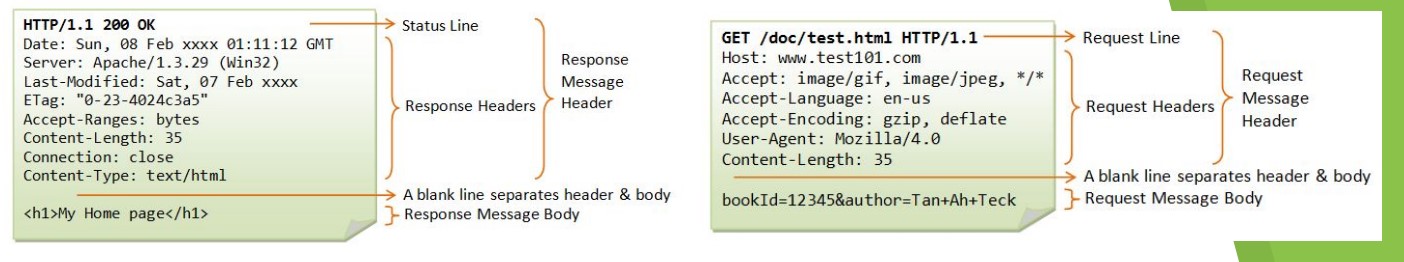 HTTP/1.1 200 OK
Date: Sun, 08 Feb xxxx 01:11:12 GMT
Server: Apache/1.3.29 (Win32)
Last-Modified: Sat, 07 Feb xxxx
ETag: "0-23-4024c3a5"
Accept-Ranges: bytes
Content-Length: 35
Connection: close
Content-Type: text/html
<h1>My Home page</h1>
Status Line
Response Headers
Response
Message
Header
A blank line separates header & body
Response Message Body
GET /doc/test.html HTTP/1.1
Host: www.test101.com
Accept: image/gif, image/jpeg, */*
Accept-Language: en-us
Accept-Encoding: gzip, deflate
User-Agent: Mozilla/4.0
Content-Length: 35
bookId=12345&author=Tan+Ah+Teck
Request Line
Request Headers
Request
Message
Header
A blank line separates header & body
Request Message Body